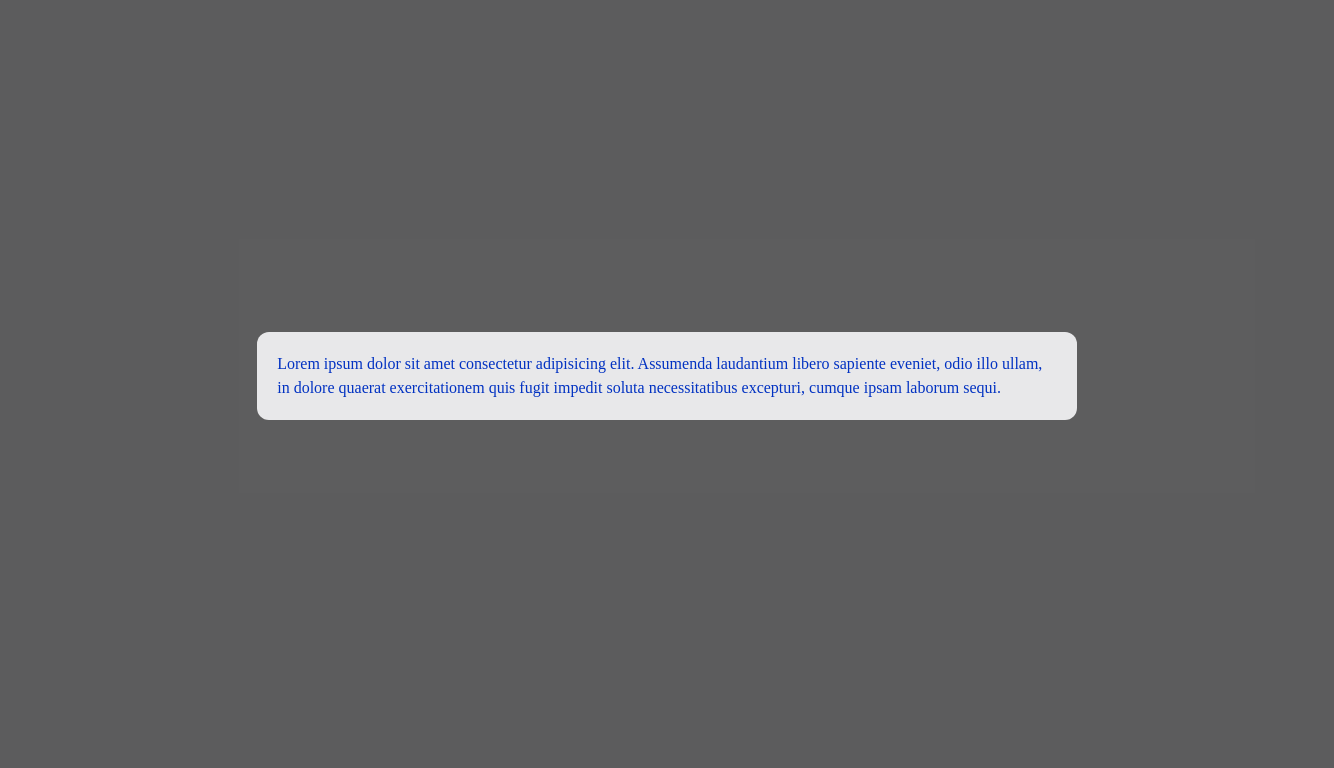 Lorem ipsum dolor sit amet consectetur adipisicing elit. Assumenda laudantium libero sapiente eveniet, odio illo ullam,
in dolore quaerat exercitationem quis fugit impedit soluta necessitatibus excepturi, cumque ipsam laborum sequi.